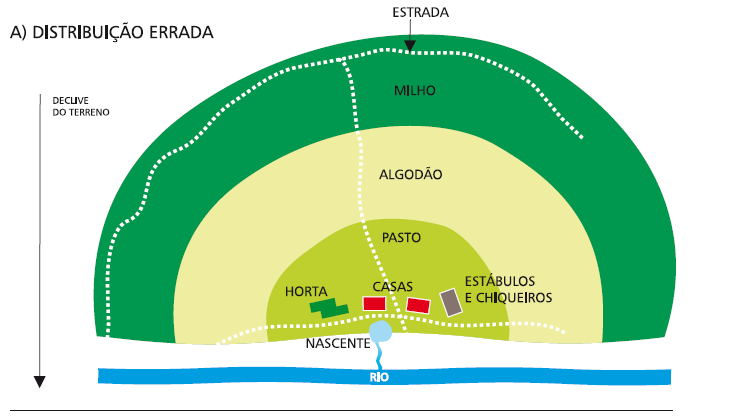 A) DISTRIBUIÇÃO ERRADA
ESTRADA
DECLIVE
DO TERRENO
MILHO
ALGODÃO
PASTO
HORTA
CASAS
ESTÁBULOS
E CHIQUEIROS
NASCENTE
RIO